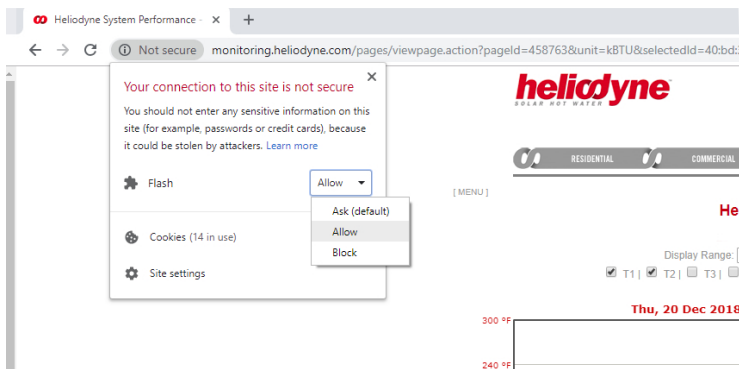 Heliodyne System Performance -
Not secure monitoring.heliodyne.com/pages/viewpage.action?pageId=458763&unit=kBTU&selectedId=40:bd:
Your connection to this site is not secure
You should not enter any sensitive information on this
site (for example, passwords or credit cards), because
it could be stolen by attackers. Learn more
Flash Allow
Ask (default)
Allow
Block
Cookies (14 in use)
Site settings
heliodyne
SOLAR HOT WATER
RESIDENTIAL COMMERCIAL
[ MENU ]
He
Display Range:
T1 | T2 | T3 |
Thu, 20 Dec 2018
300 ºF
240 ºF